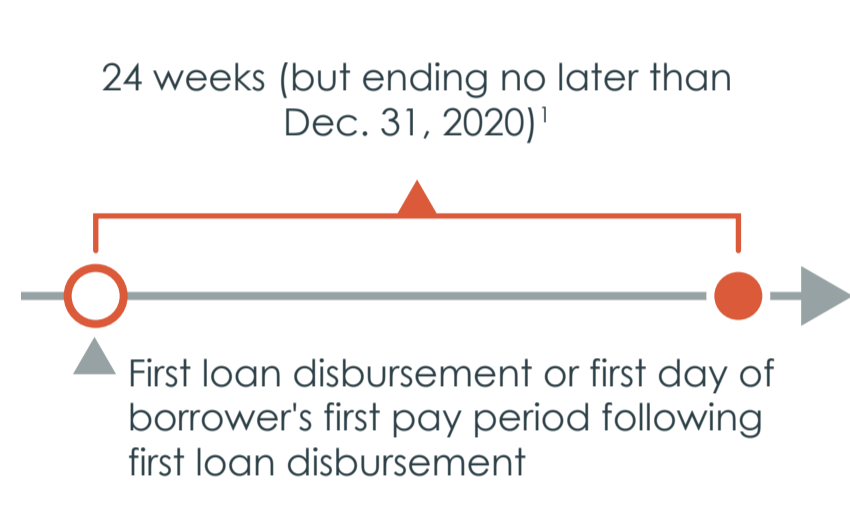 24 weeks (but ending no later than
Dec. 31, 2020)¹
First loan disbursement or first day of
borrower's first pay period following
first loan disbursement